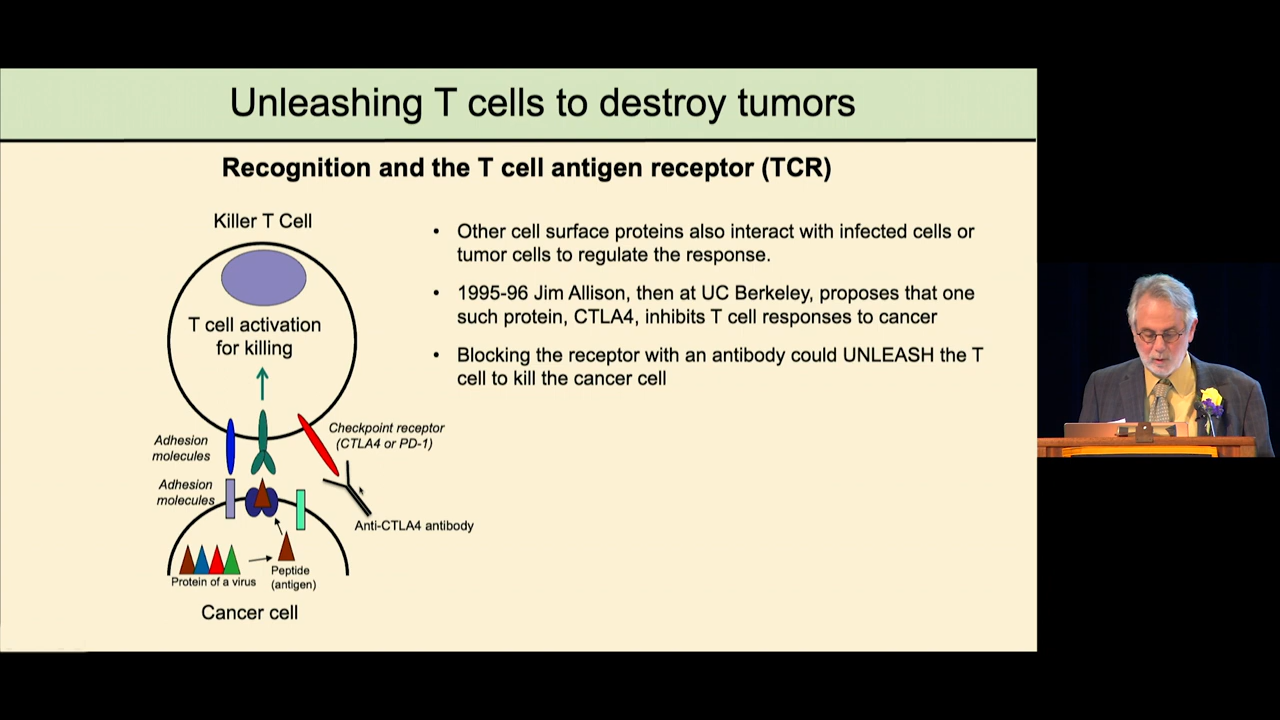 Unleashing T cells to destroy tumors
Recognition and the T cell antigen receptor (TCR)
Killer T Cell
T cell activation
for killing
Adhesion
molecules
Checkpoint receptor
(CTLA4 or PD-1)
Adhesion
molecules
Anti-CTLA4 antibody
Protein of a virus
Peptide
(antigen)
Cancer cell
• Other cell surface proteins also interact with infected cells or
tumor cells to regulate the response.
• 1995-96 Jim Allison, then at UC Berkeley, proposes that one
such protein, CTLA4, inhibits T cell responses to cancer
• Blocking the receptor with an antibody could UNLEASH the T
cell to kill the cancer cell